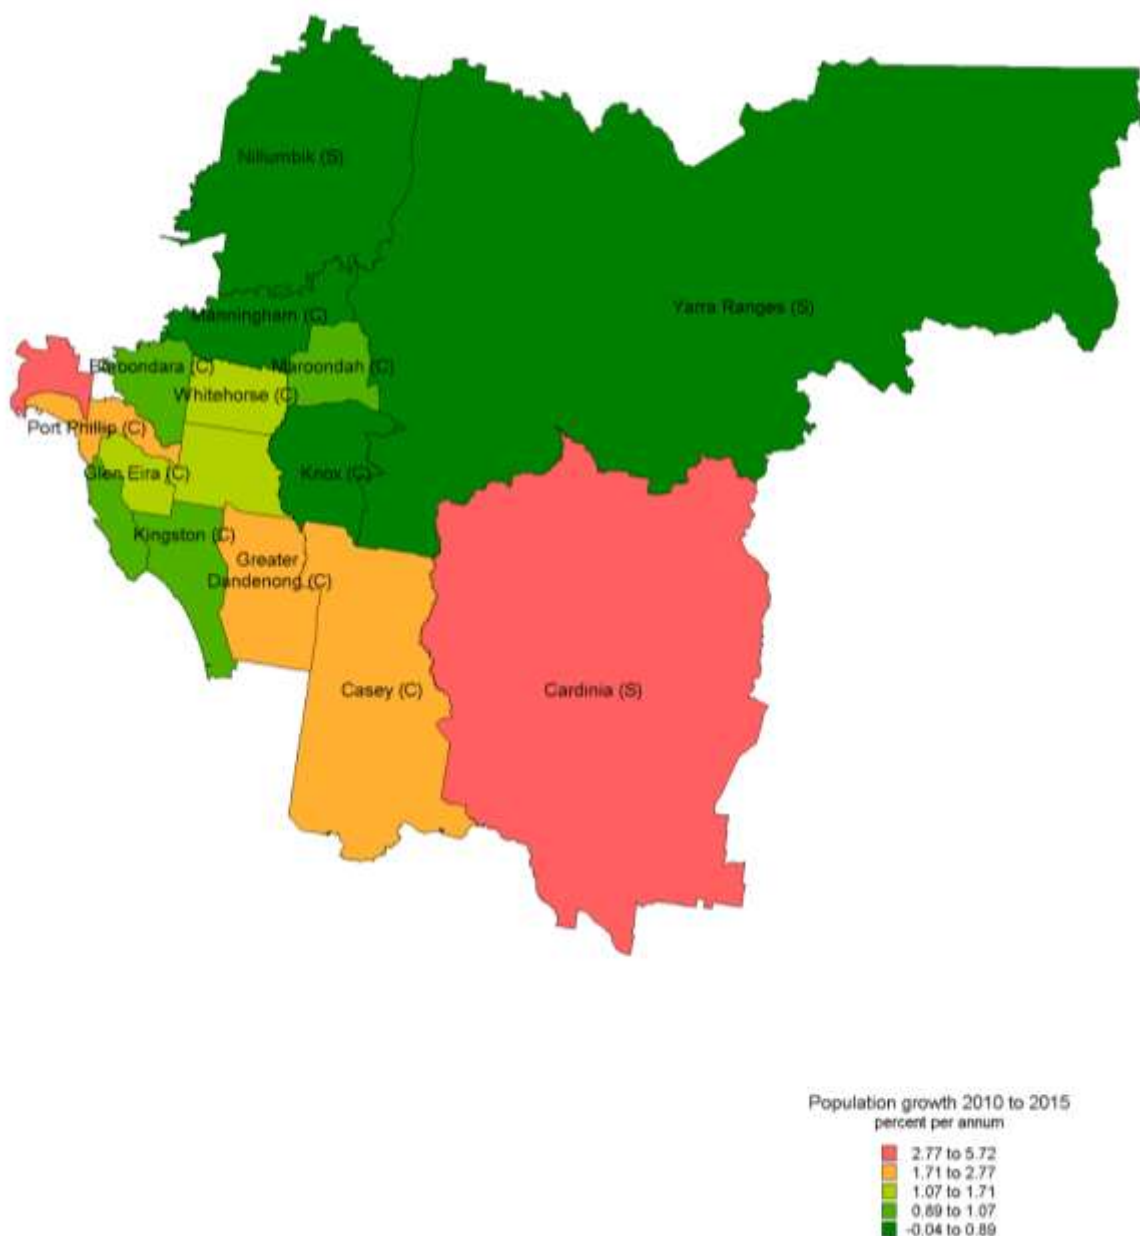 Nillumbik (S)
Yarra Ranges (S)
Manningham (C)
Boroondara (C)
Maroondah (C)
Whitehorse (C)
Port Phillip (C)
Glen Eira (C)
Knox (C)
Kingston (C)
Greater
Dandenong (C)
Casey (C)
Cardinia (S)
Population growth 2010 to 2015
percent per annum
2.77 to 5.72
1.71 to 2.77
1.07 to 1.71
0.89 to 1.07
-0.04 to 0.89